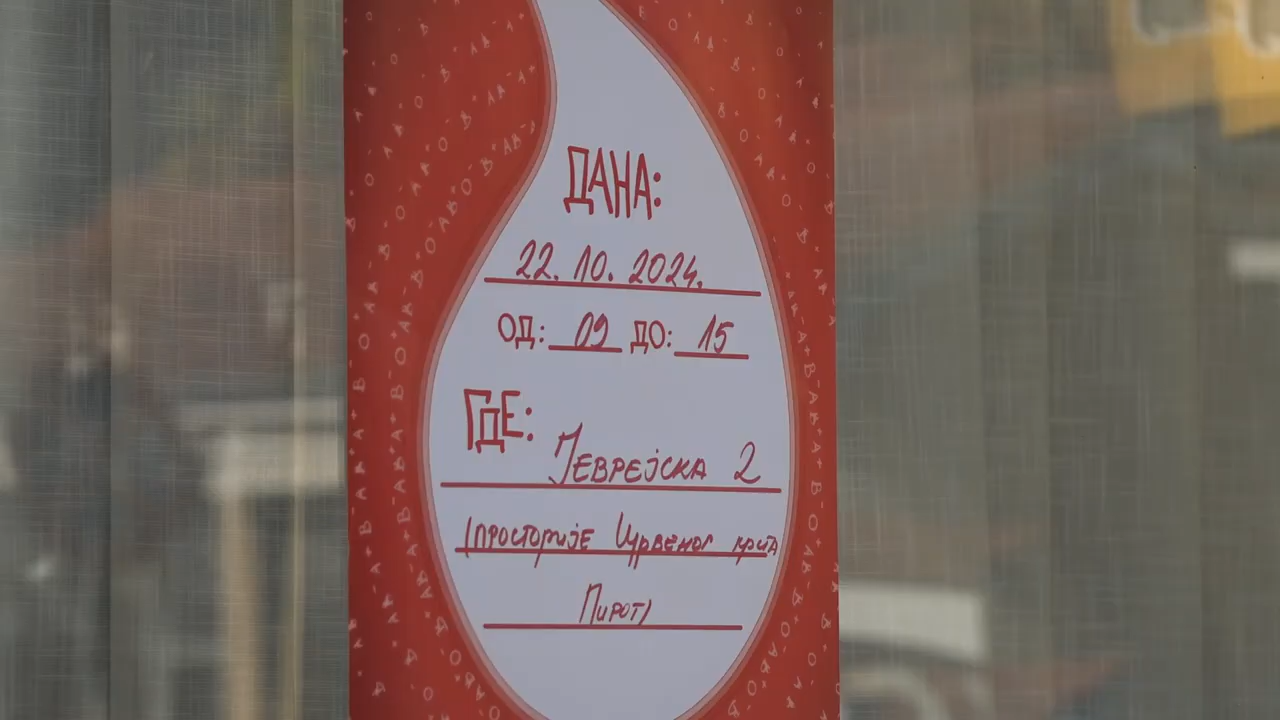 ДАНА:
22. 10. 2024.
ОД: 09 ДО: 15
ГДЕ:
Јеврејска 2
(просторије Црвеног крста
Пирот)